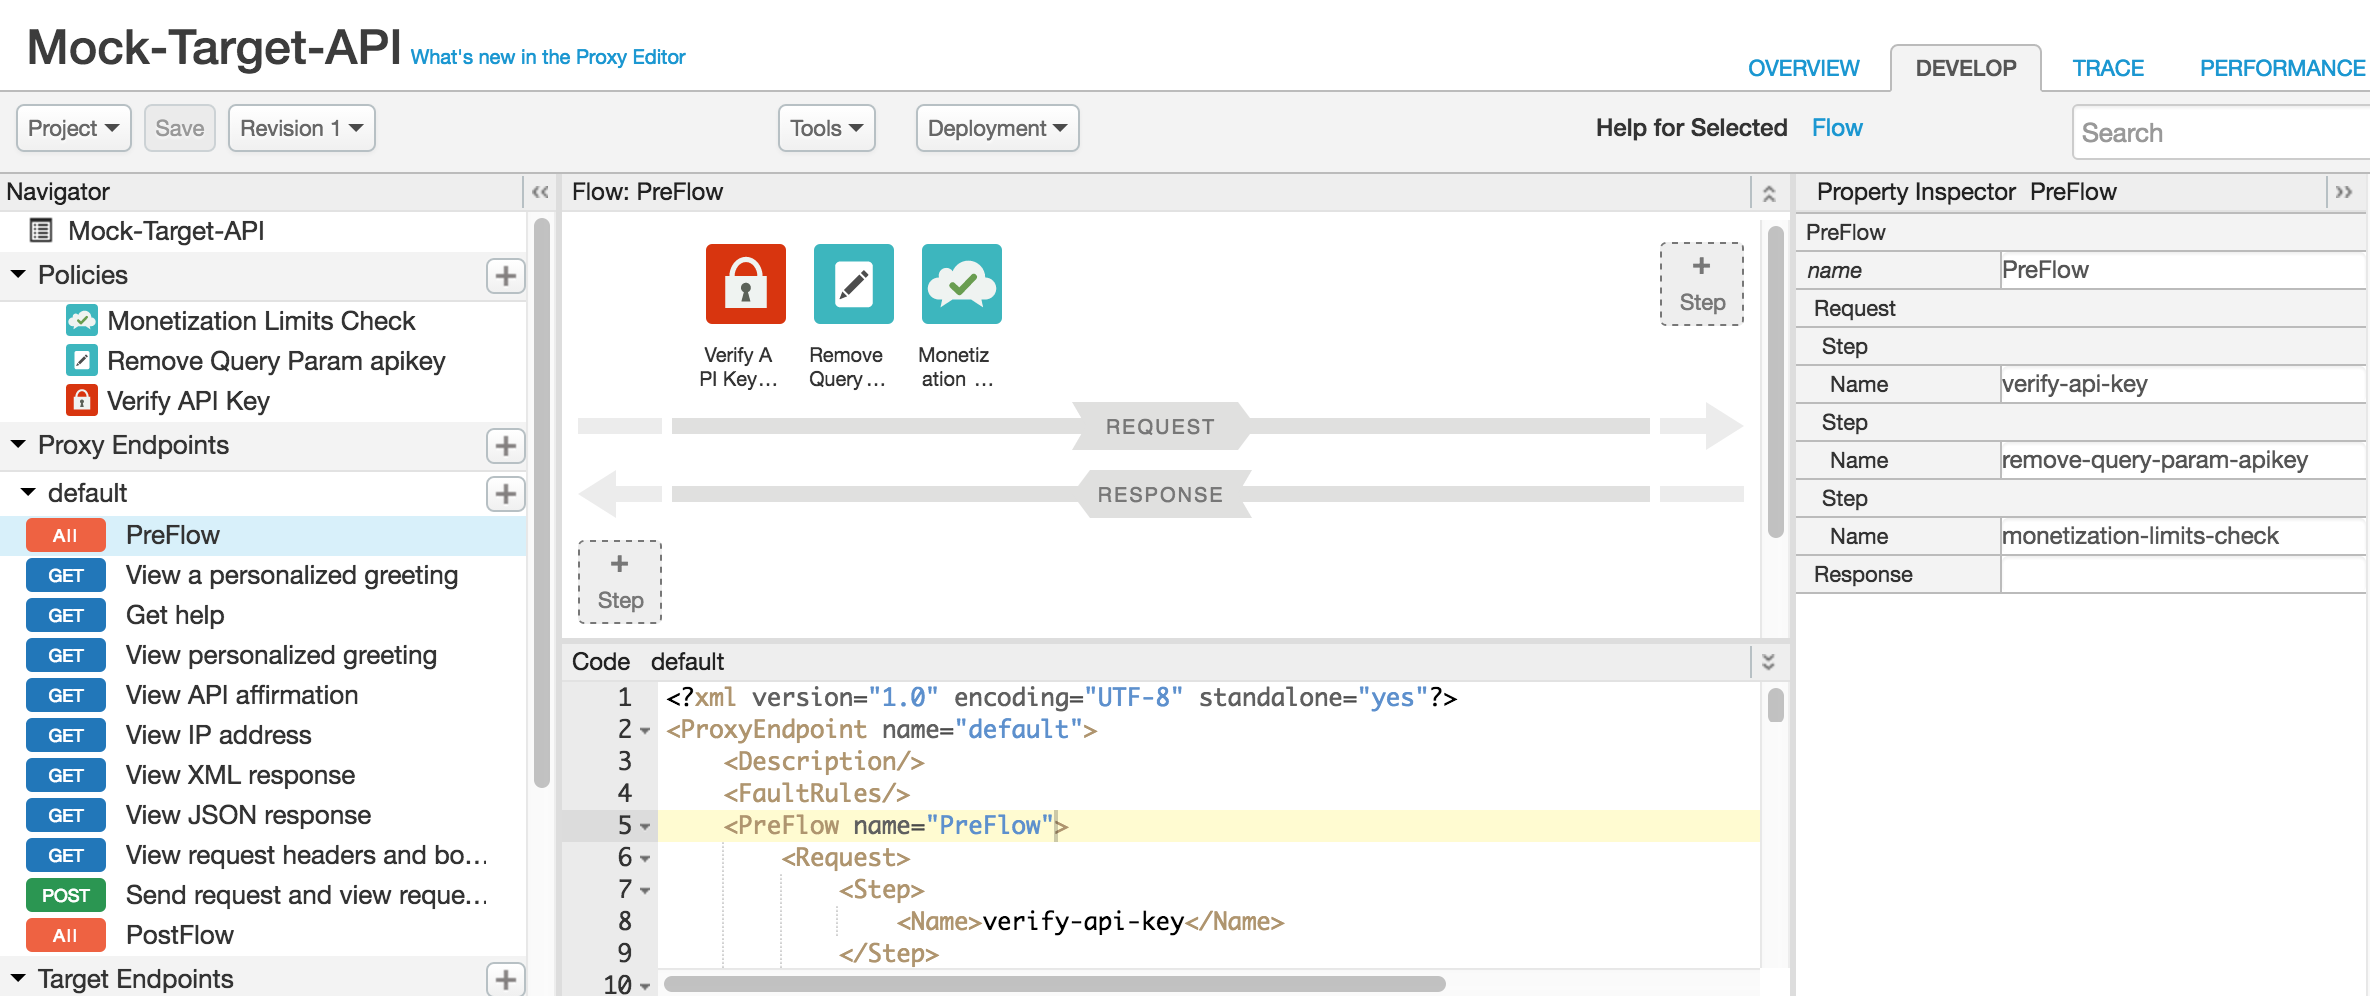 Mock-Target-API What's new in the Proxy Editor
OVERVIEW DEVELOP TRACE PERFORMANCE
Project Save Revision 1 Tools Deployment Help for Selected Flow Search
Navigator
Mock-Target-API
Policies
Monetization Limits Check
Remove Query Param apikey
Verify API Key
Proxy Endpoints
default
All PreFlow
GET View a personalized greeting
GET Get help
GET View personalized greeting
GET View API affirmation
GET View IP address
GET View XML response
GET View JSON response
GET View request headers and bo...
POST Send request and view reque...
All PostFlow
Target Endpoints
Flow: PreFlow
Verify A
PI Key...
Remove
Query ...
Monetiz
ation ...
+
Step
REQUEST
RESPONSE
+
Step
Code default
1 <?xml version="1.0" encoding="UTF-8" standalone="yes"?>
2 <ProxyEndpoint name="default">
3 <Description/>
4 <FaultRules/>
5 <PreFlow name="PreFlow">
6 <Request>
7 <Step>
8 <Name>verify-api-key</Name>
9 </Step>
10
Property Inspector PreFlow
PreFlow
name PreFlow
Request
Step
Name verify-api-key
Step
Name remove-query-param-apikey
Step
Name monetization-limits-check
Response